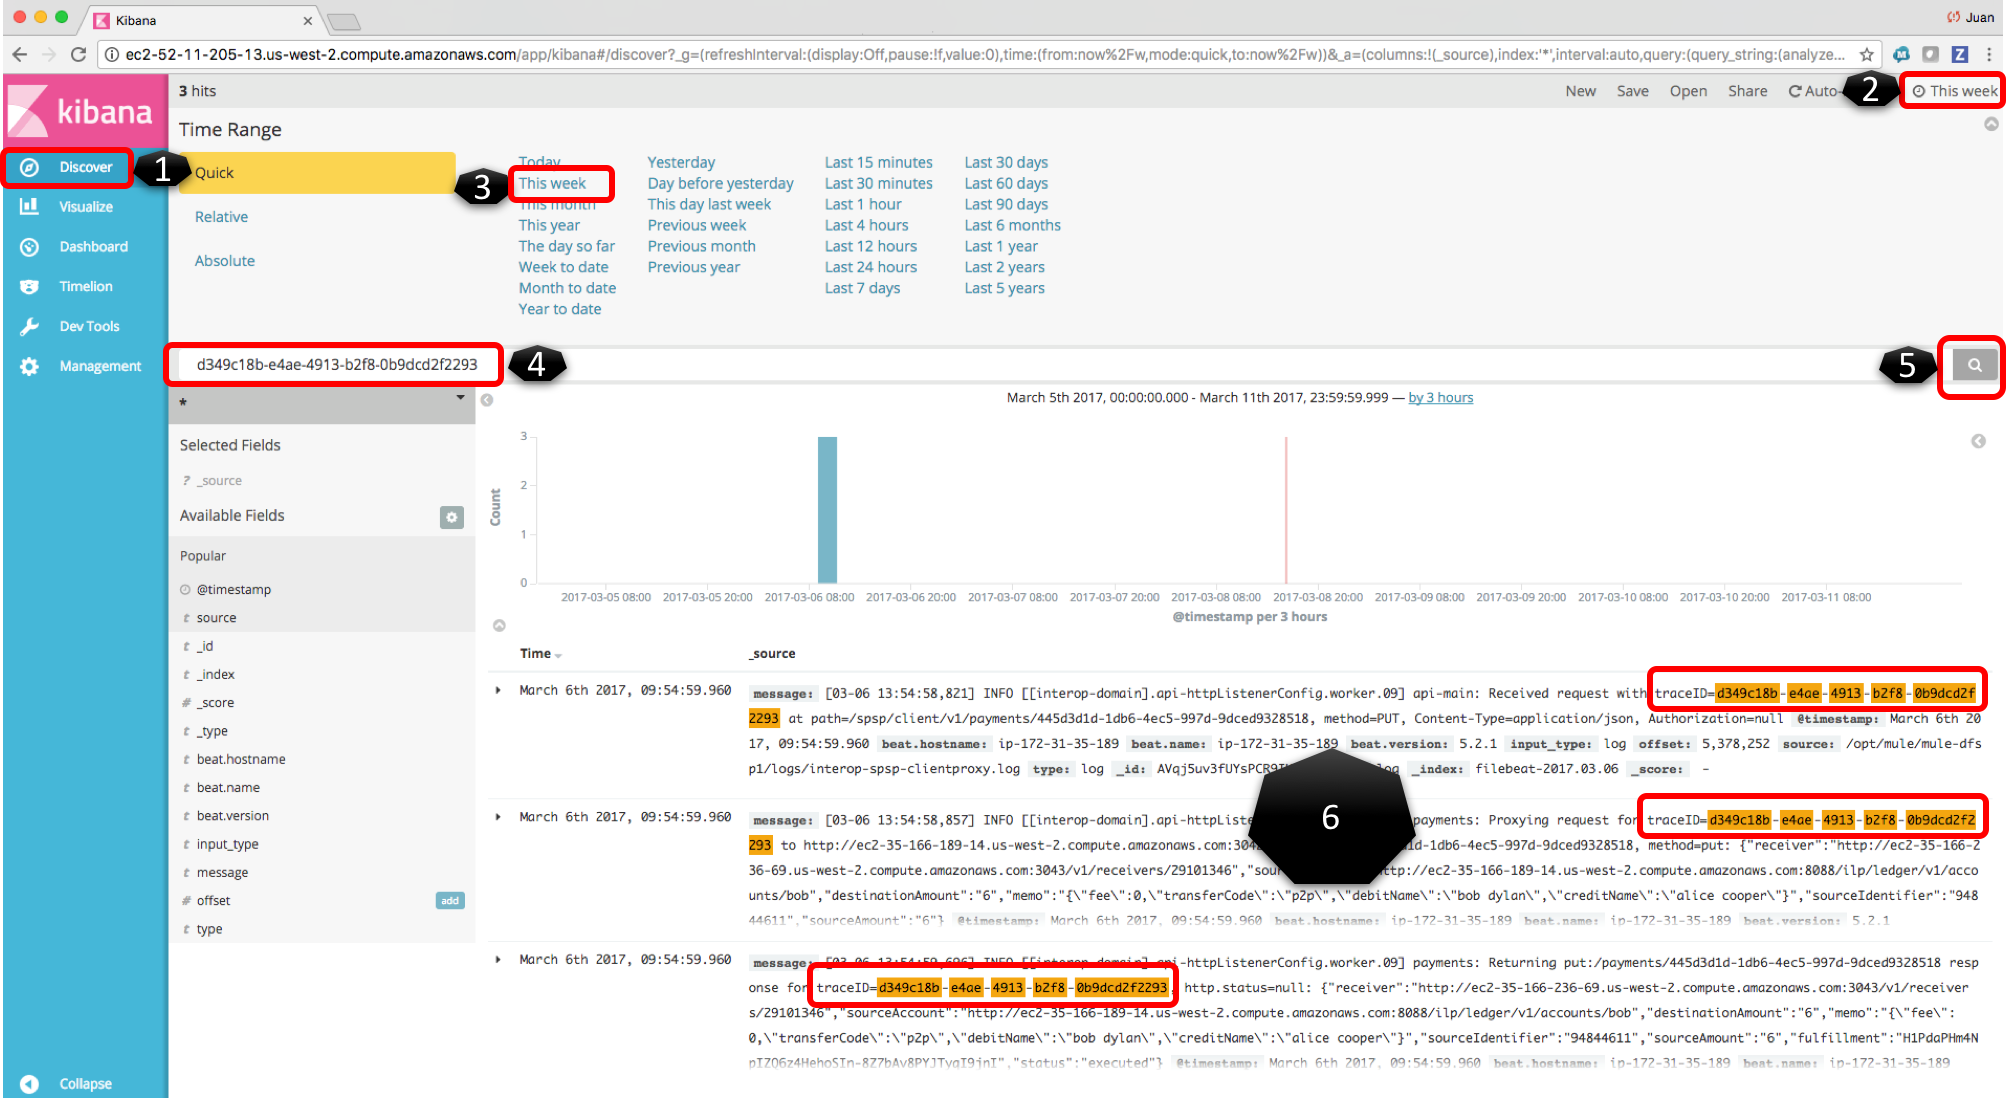 Kibana
Juan
ec2-52-11-205-13.us-west-2.compute.amazonaws.com/app/kibana#/discover?_g=(refreshInterval:(display:Off,pause:!f,value:0),time:(from:now%2Fw,mode:quick,to:now%2Fw))&_a=(columns:!(_source),index:'*',interval:auto,query:(query_string:(analyze...
kibana
3 hits
New Save Open Share Auto- 2 This week
Time Range
Discover 1
Visualize
Dashboard
Timelion
Dev Tools
Management
Collapse
Quick
Relative
Absolute
3
Today
This week
This month
This year
The day so far
Week to date
Month to date
Year to date
Yesterday
Day before yesterday
This day last week
Previous week
Previous month
Previous year
Last 15 minutes
Last 30 minutes
Last 1 hour
Last 4 hours
Last 12 hours
Last 24 hours
Last 7 days
Last 30 days
Last 60 days
Last 90 days
Last 6 months
Last 1 year
Last 2 years
Last 5 years
d349c18b-e4ae-4913-b2f8-0b9dcd2f2293 4 5
*
Selected Fields
? _source
Available Fields
Popular
@timestamp
t source
t _id
t _index
# _score
t _type
t beat.hostname
t beat.name
t beat.version
t input_type
t message
# offset add
t type
March 5th 2017, 00:00:00.000 - March 11th 2017, 23:59:59.999 — by 3 hours
Count
3
2
1
0
2017-03-05 08:00 2017-03-05 20:00 2017-03-06 08:00 2017-03-06 20:00 2017-03-07 08:00 2017-03-07 20:00 2017-03-08 08:00 2017-03-08 20:00 2017-03-09 08:00 2017-03-09 20:00 2017-03-10 08:00 2017-03-10 20:00 2017-03-11 08:00
@timestamp per 3 hours
Time _source
March 6th 2017, 09:54:59.960 message: [03-06 13:54:58,821] INFO [[interop-domain].api-httpListenerConfig.worker.09] api-main: Received request with traceID=d349c18b-e4ae-4913-b2f8-0b9dcd2f
2293 at path=/spsp/client/v1/payments/445d3d1d-1db6-4ec5-997d-9dced9328518, method=PUT, Content-Type=application/json, Authorization=null @timestamp: March 6th 20
17, 09:54:59.960 beat.hostname: ip-172-31-35-189 beat.name: ip-172-31-35-189 beat.version: 5.2.1 input_type: log offset: 5,378,252 source: /opt/mule/mule-dfs
p1/logs/interop-spsp-clientproxy.log type: log _id: _index: filebeat-2017.03.06 _score: -
6
March 6th 2017, 09:54:59.960 message: [03-06 13:54:58,857] INFO [[interop-domain].api-httpListe payments: Proxying request for traceID=d349c18b-e4ae-4913-b2f8-0b9dcd2f2
293 to http://ec2-35-166-189-14.us-west-2.compute.amazonaws.com:304 d-1db6-4ec5-997d-9dced9328518, method=put: {"receiver":"http://ec2-35-166-2
36-69.us-west-2.compute.amazonaws.com:3043/v1/receivers/29101346","sou ttp://ec2-35-166-189-14.us-west-2.compute.amazonaws.com:8088/ilp/ledger/v1/acco
unts/bob","destinationAmount":"6","memo":"{\"fee\":0,\"transferCode\":\"p2p\",\"debitName\":\"bob dylan\",\"creditName\":\"alice cooper\"}","sourceIdentifier":"948
44611","sourceAmount":"6"} @timestamp: March 6th 2017, 09:54:59.960 beat.hostname: ip-172-31-35-189 beat.name: ip-172-31-35-189 beat.version: 5.2.1
March 6th 2017, 09:54:59.960 message: [03-06 13:54:59,696] INFO [[interop-domain].api-httpListenerConfig.worker.09] payments: Returning put:/payments/445d3d1d-1db6-4ec5-997d-9dced9328518 resp
onse for traceID=d349c18b-e4ae-4913-b2f8-0b9dcd2f2293, http.status=null: {"receiver":"http://ec2-35-166-236-69.us-west-2.compute.amazonaws.com:3043/v1/receiver
s/29101346","sourceAccount":"http://ec2-35-166-189-14.us-west-2.compute.amazonaws.com:8088/ilp/ledger/v1/accounts/bob","destinationAmount":"6","memo":"{\"fee\":
0,\"transferCode\":\"p2p\",\"debitName\":\"bob dylan\",\"creditName\":\"alice cooper\"}","sourceIdentifier":"94844611","sourceAmount":"6","fulfillment":"H1PdaPHm4N
pIZQ6z4HehoSIn-8Z7bAv8PYJTygI9jnI","status":"executed"} @timestamp: March 6th 2017, 09:54:59.960 beat.hostname: ip-172-31-35-189 beat.name: ip-172-31-35-189